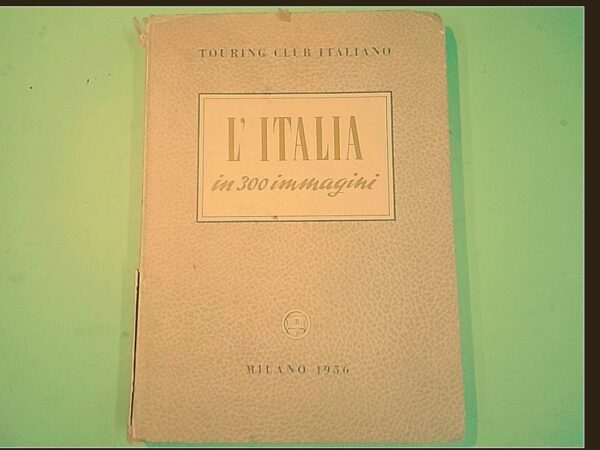 TOURING CLUB ITALIANO
L' ITALIA
in 300 immagini
MILANO 1956